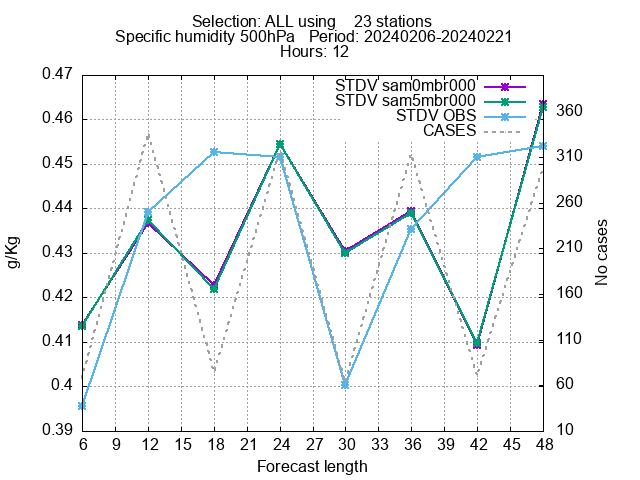 Selection: ALL using    23 stations
Specific humidity 500hPa   Period: 20240206-20240221
Hours: 12
0.47
0.46
0.45
0.44
0.43
0.42
0.41
0.4
0.39
g/Kg
STDV sam0mbr000
STDV sam5mbr000
STDV OBS
CASES
360
310
260
210
160
110
60
10
No cases
6 9 12 15 18 21 24 27 30 33 36 39 42 45 48
Forecast length